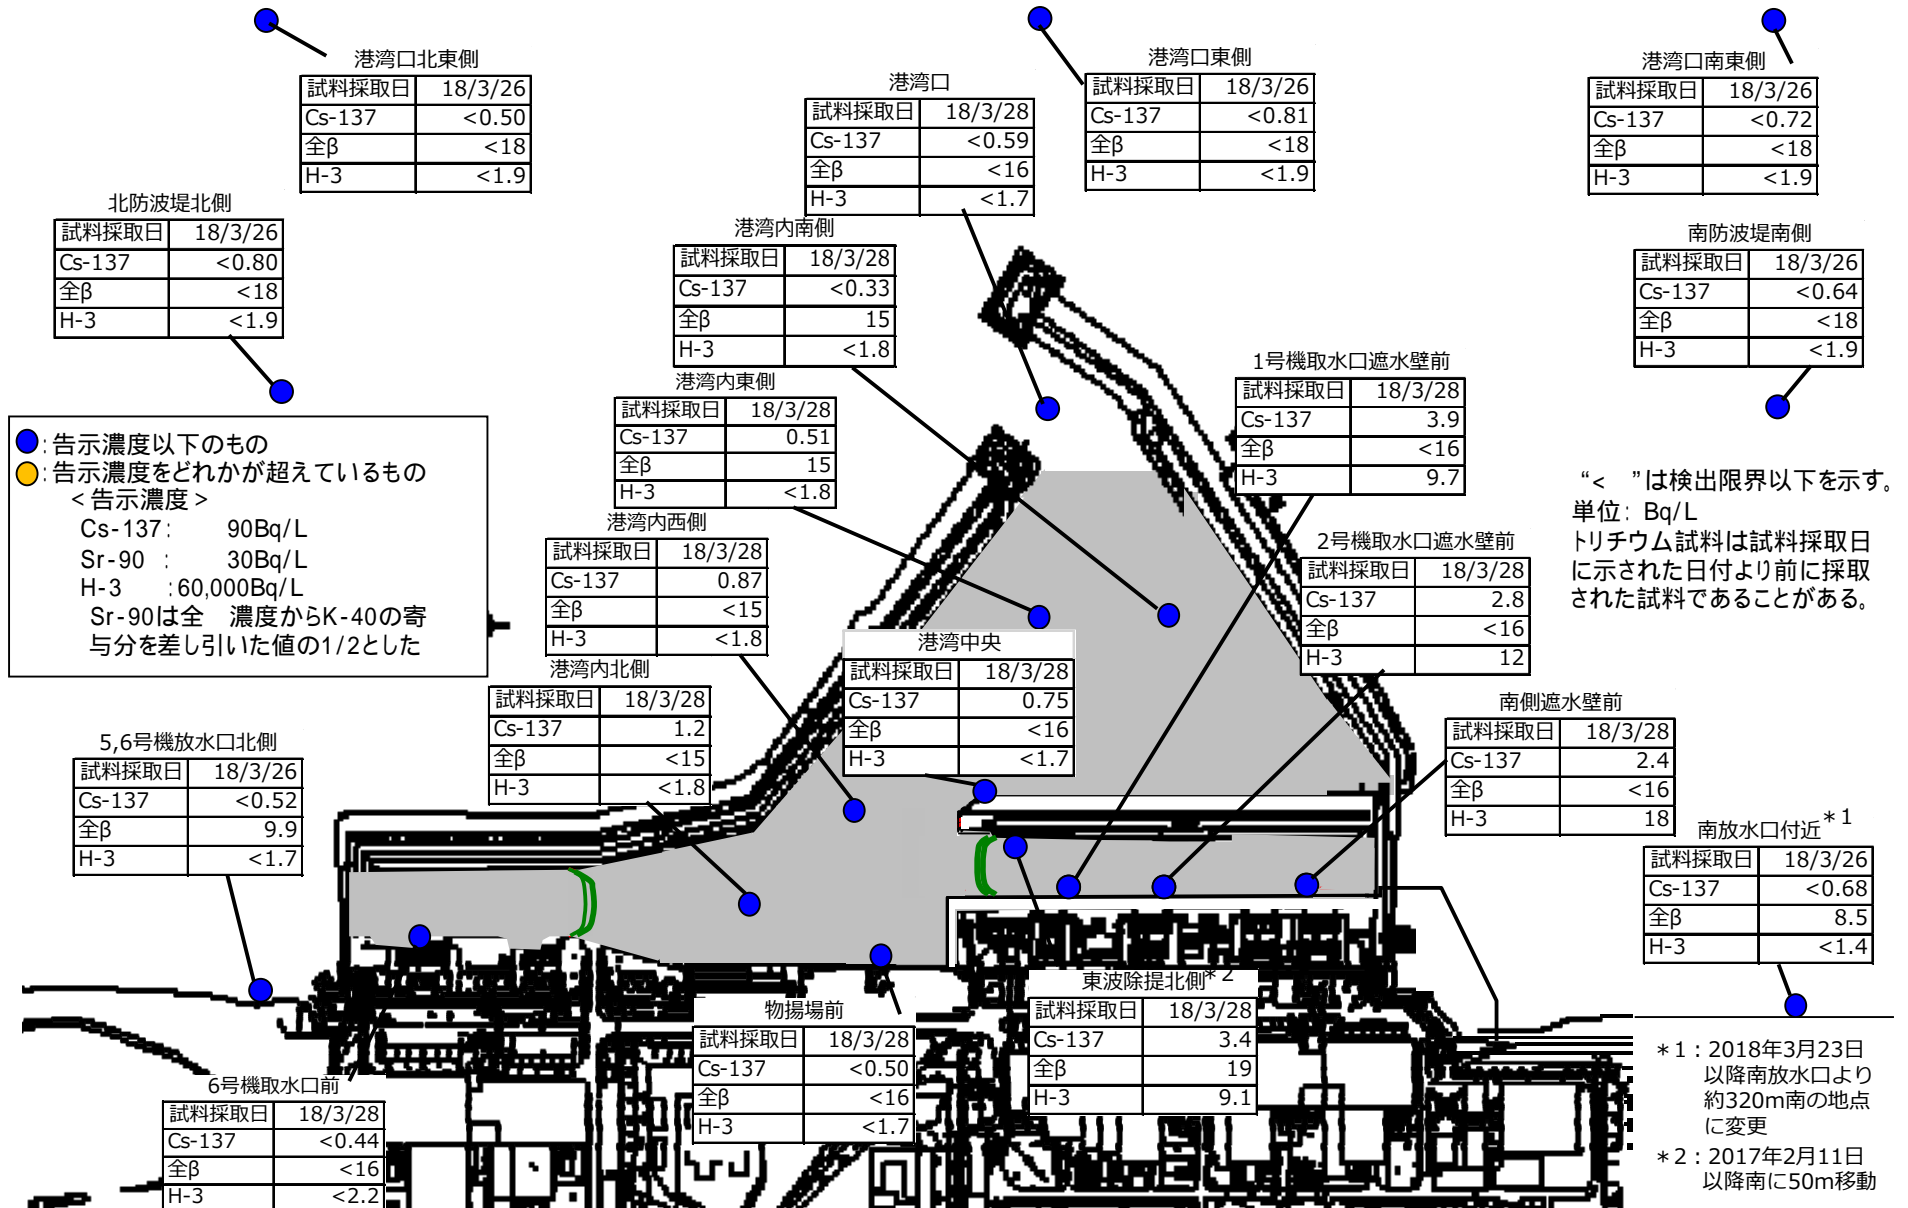 港湾口北東側
試料採取日 18/3/26
Cs-137 <0.50
全β <18
H-3 <1.9
港湾口
試料採取日 18/3/28
Cs-137 <0.59
全β <16
H-3 <1.7
港湾口東側
試料採取日 18/3/26
Cs-137 <0.81
全β <18
H-3 <1.9
港湾口南東側
試料採取日 18/3/26
Cs-137 <0.72
全β <18
H-3 <1.9
北防波堤北側
試料採取日 18/3/26
Cs-137 <0.80
全β <18
H-3 <1.9
港湾内南側
試料採取日 18/3/28
Cs-137 <0.33
全β 15
H-3 <1.8
南防波堤南側
試料採取日 18/3/26
Cs-137 <0.64
全β <18
H-3 <1.9
港湾内東側
試料採取日 18/3/28
Cs-137 0.51
全β 15
H-3 <1.8
1号機取水口遮水壁前
試料採取日 18/3/28
Cs-137 3.9
全β <16
H-3 9.7
:告示濃度以下のもの
:告示濃度をどれかが超えているもの
<告示濃度>
Cs-137: 90Bq/L
Sr-90 : 30Bq/L
H-3 :60,000Bq/L
Sr-90は全 濃度からK-40の寄
与分を差し引いた値の1/2とした
“< ”は検出限界以下を示す。
単位: Bq/L
トリチウム試料は試料採取日
に示された日付より前に採取
された試料であることがある。
港湾内西側
試料採取日 18/3/28
Cs-137 0.87
全β <15
H-3 <1.8
2号機取水口遮水壁前
試料採取日 18/3/28
Cs-137 2.8
全β <16
H-3 12
港湾中央
試料採取日 18/3/28
Cs-137 0.75
全β <16
H-3 <1.7
港湾内北側
試料採取日 18/3/28
Cs-137 1.2
全β <15
H-3 <1.8
南側遮水壁前
試料採取日 18/3/28
Cs-137 2.4
全β <16
H-3 18
5,6号機放水口北側
試料採取日 18/3/26
Cs-137 <0.52
全β 9.9
H-3 <1.7
南放水口付近*1
試料採取日 18/3/26
Cs-137 <0.68
全β 8.5
H-3 <1.4
東波除提北側*2
試料採取日 18/3/28
Cs-137 3.4
全β 19
H-3 9.1
物揚場前
試料採取日 18/3/28
Cs-137 <0.50
全β <16
H-3 <1.7
6号機取水口前
試料採取日 18/3/28
Cs-137 <0.44
全β <16
H-3 <2.2
*1:2018年3月23日
以降南放水口より
約320m南の地点
に変更
*2:2017年2月11日
以降南に50m移動